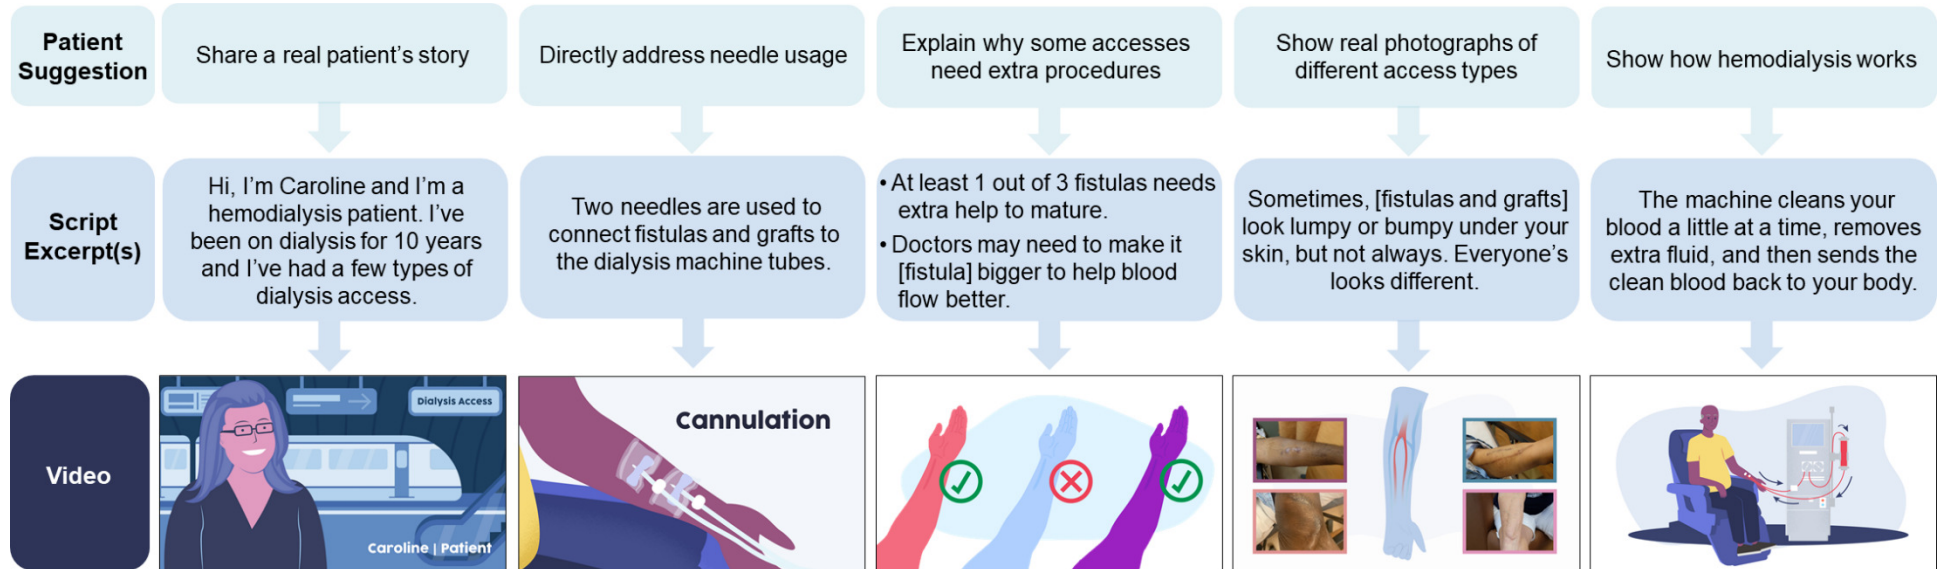 Patient
Suggestion
Share a real patient’s story
Directly address needle usage
Explain why some accesses
need extra procedures
Show real photographs of
different access types
Show how hemodialysis works
Script
Excerpt(s)
Hi, I’m Caroline and I’m a
hemodialysis patient. I’ve
been on dialysis for 10 years
and I’ve had a few types of
dialysis access.
Two needles are used to
connect fistulas and grafts to
the dialysis machine tubes.
• At least 1 out of 3 fistulas needs
extra help to mature.
• Doctors may need to make it
[fistula] bigger to help blood
flow better.
Sometimes, [fistulas and grafts]
look lumpy or bumpy under your
skin, but not always. Everyone’s
looks different.
The machine cleans your
blood a little at a time, removes
extra fluid, and then sends the
clean blood back to your body.
Video
Dialysis Access
Caroline | Patient
Cannulation